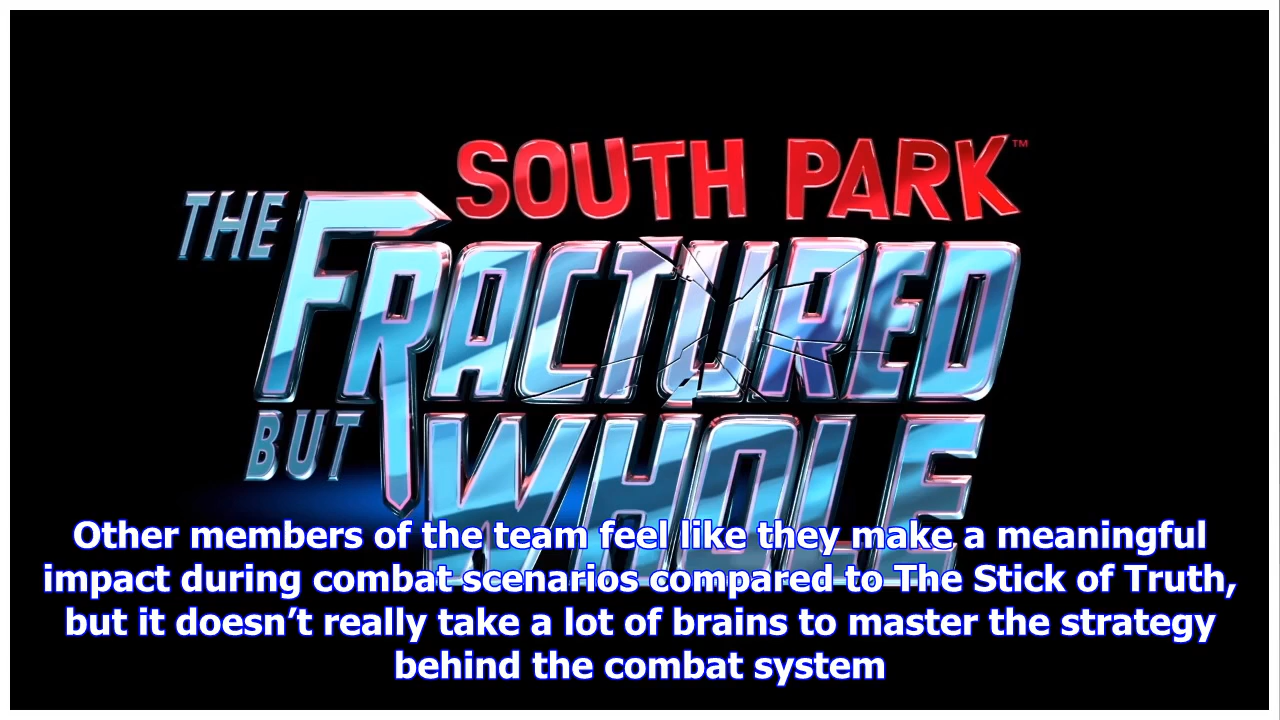 SOUTH PARK™
THE
FRACTURED
BUT
WHOLE
Other members of the team feel like they make a meaningful
impact during combat scenarios compared to The Stick of Truth,
but it doesn’t really take a lot of brains to master the strategy
behind the combat system